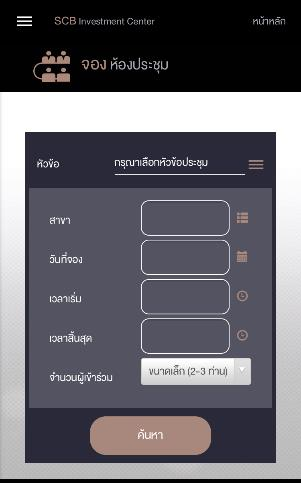 SCB Investment Center หน้าหลัก
จอง ห้องประชุม
หัวข้อ กรุณาเลือกหัวข้อประชุม
สาขา
วันที่จอง
เวลาเริ่ม
เวลาสิ้นสุด
จำนวนผู้เข้าร่วม ขนาดเล็ก (2-3 ท่าน)
ค้นหา